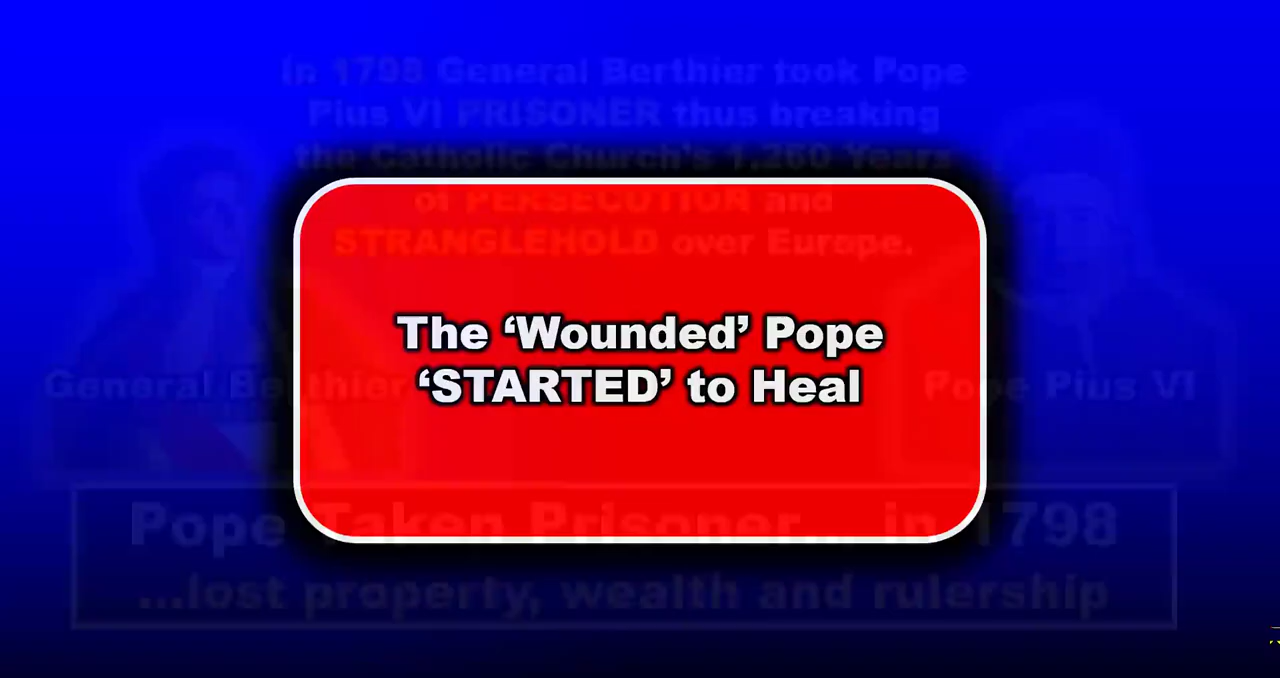 In 1798 General Berthier took Pope
Pius VI PRISONER thus breaking
the Catholic Church's 1,260 Years
of PERSECUTION and
STRANGLEHOLD over Europe.
The ‘Wounded’ Pope
‘STARTED’ to Heal
General Berthier
Pope Pius VI
Pope Taken Prisoner... in 1798
...lost property, wealth and rulership